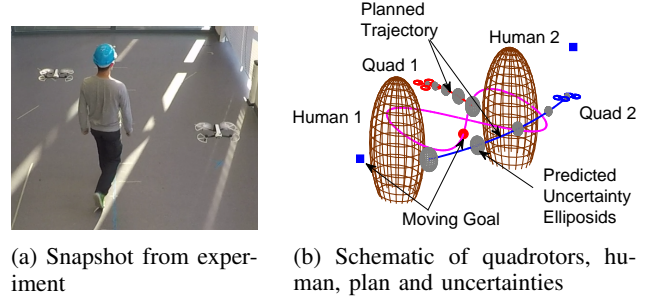 Planned
Trajectory
Human 2
Quad 1
Human 1
Quad 2
Predicted
Uncertainty
Elliposids
Moving Goal
(a) Snapshot from exper-
iment
(b) Schematic of quadrotors, hu-
man, plan and uncertainties